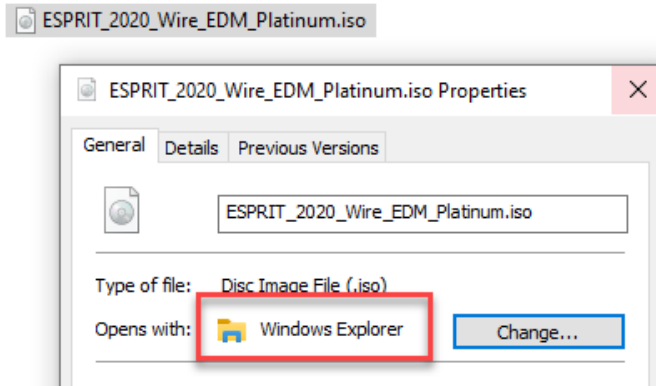 ESPRIT_2020_Wire_EDM_Platinum.iso
ESPRIT_2020_Wire_EDM_Platinum.iso Properties
General Details Previous Versions
ESPRIT_2020_Wire_EDM_Platinum.iso
Type of file: Disc Image File (.iso)
Opens with: Windows Explorer Change...